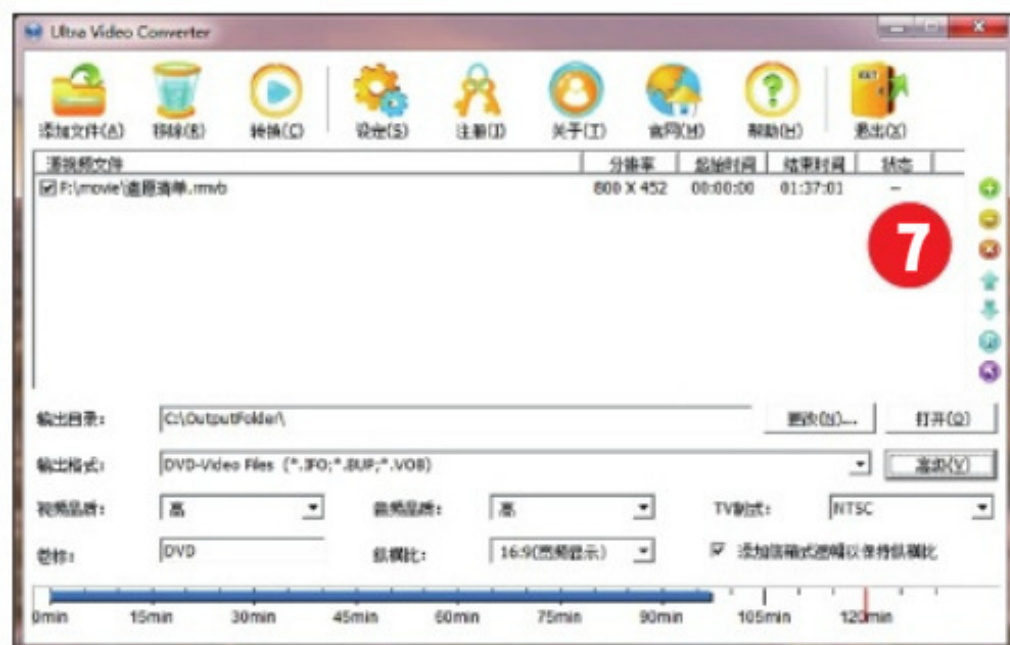 Ultra Video Converter
添加文件(A) 移除(R) 转换(C) 设定(S) 注册(J) 关于(T) 官网(M) 帮助(H) 退出(X)
EXIT
源视频文件 分辨率 起始时间 结束时间 状态
F:\movie\遗愿清单.rmvb 800 X 452 00:00:00 01:37:01 --
7
输出目录: C:\OutputFolder\ 更改(N)... 打开(O)
输出格式: DVD-Video Files (*.IFO;*.BUP;*.VOB) 高级(V)
视频品质: 高 音频品质: 高 TV制式: NTSC
卷标: DVD 纵横比: 16:9(宽频显示) 添加信箱式遮幅以保持纵横比
0min 15min 30min 45min 60min 75min 90min 105min 120min